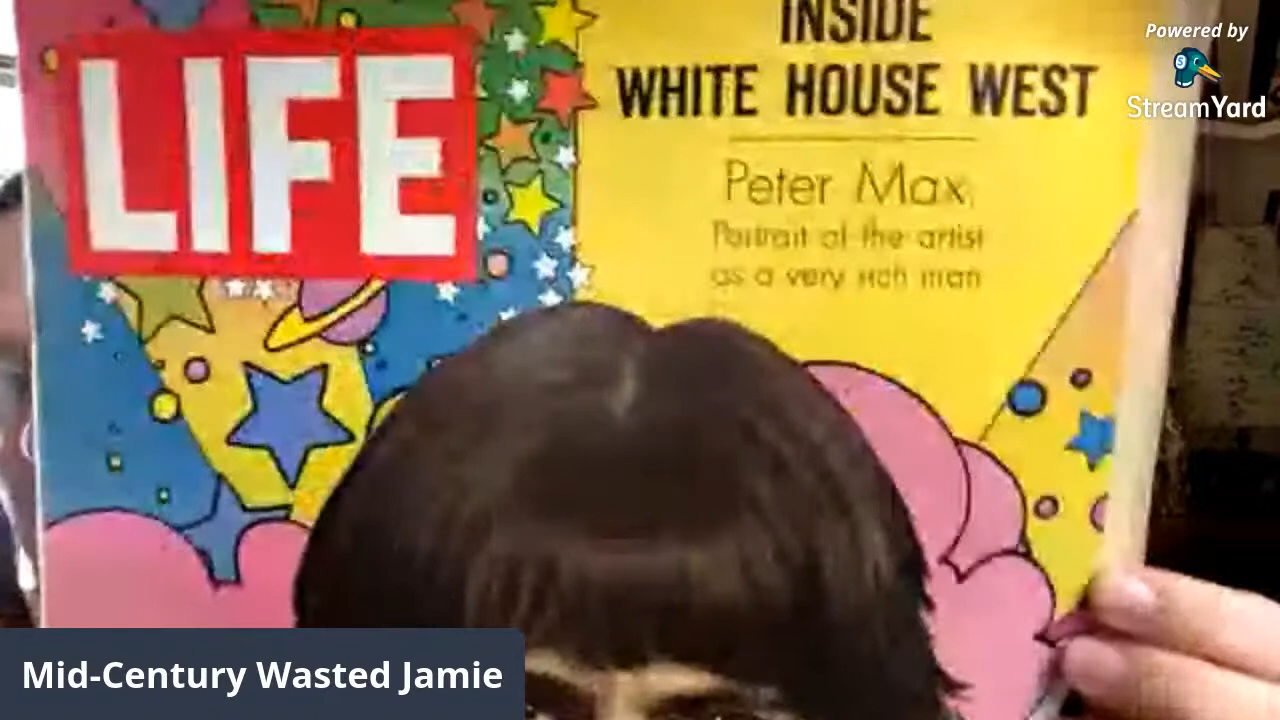 LIFE
INSIDE
WHITE HOUSE WEST
Peter Max
Portrait of the artist
as a very rich man
Powered by
StreamYard
Mid-Century Wasted Jamie